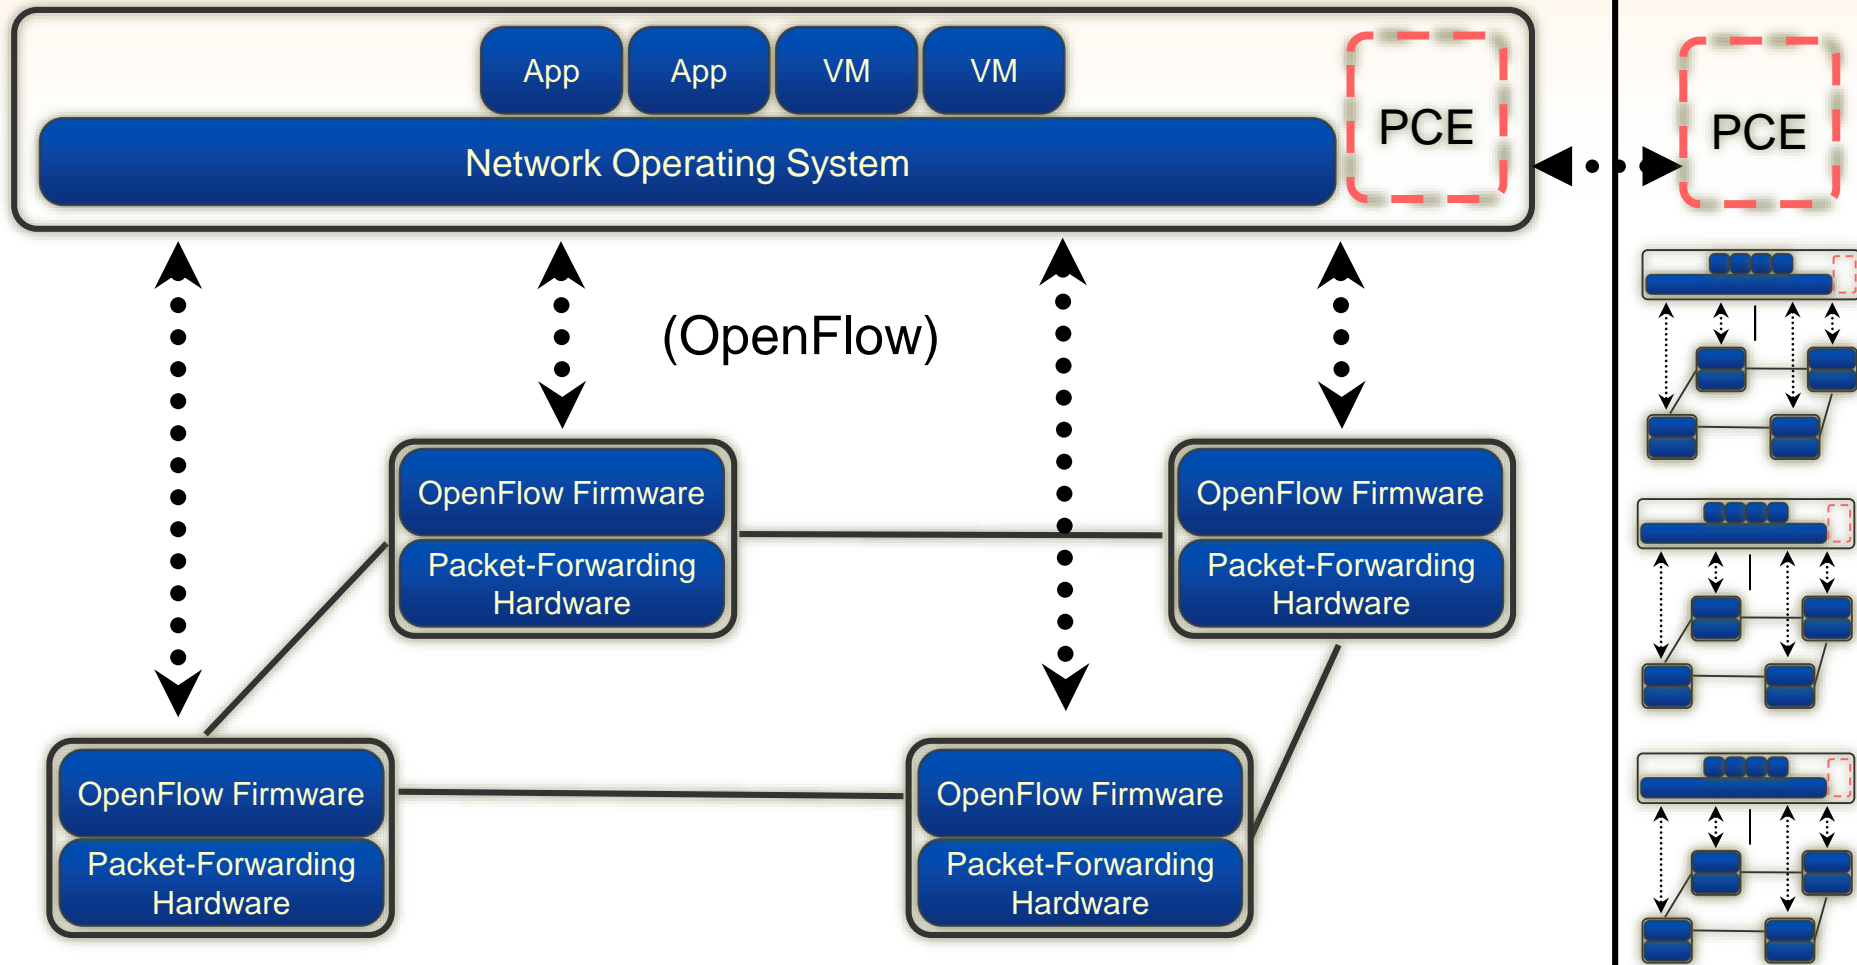 App App VM VM
PCE
PCE
Network Operating System
(OpenFlow)
OpenFlow Firmware
Packet-Forwarding
Hardware
OpenFlow Firmware
Packet-Forwarding
Hardware
OpenFlow Firmware
Packet-Forwarding
Hardware
OpenFlow Firmware
Packet-Forwarding
Hardware